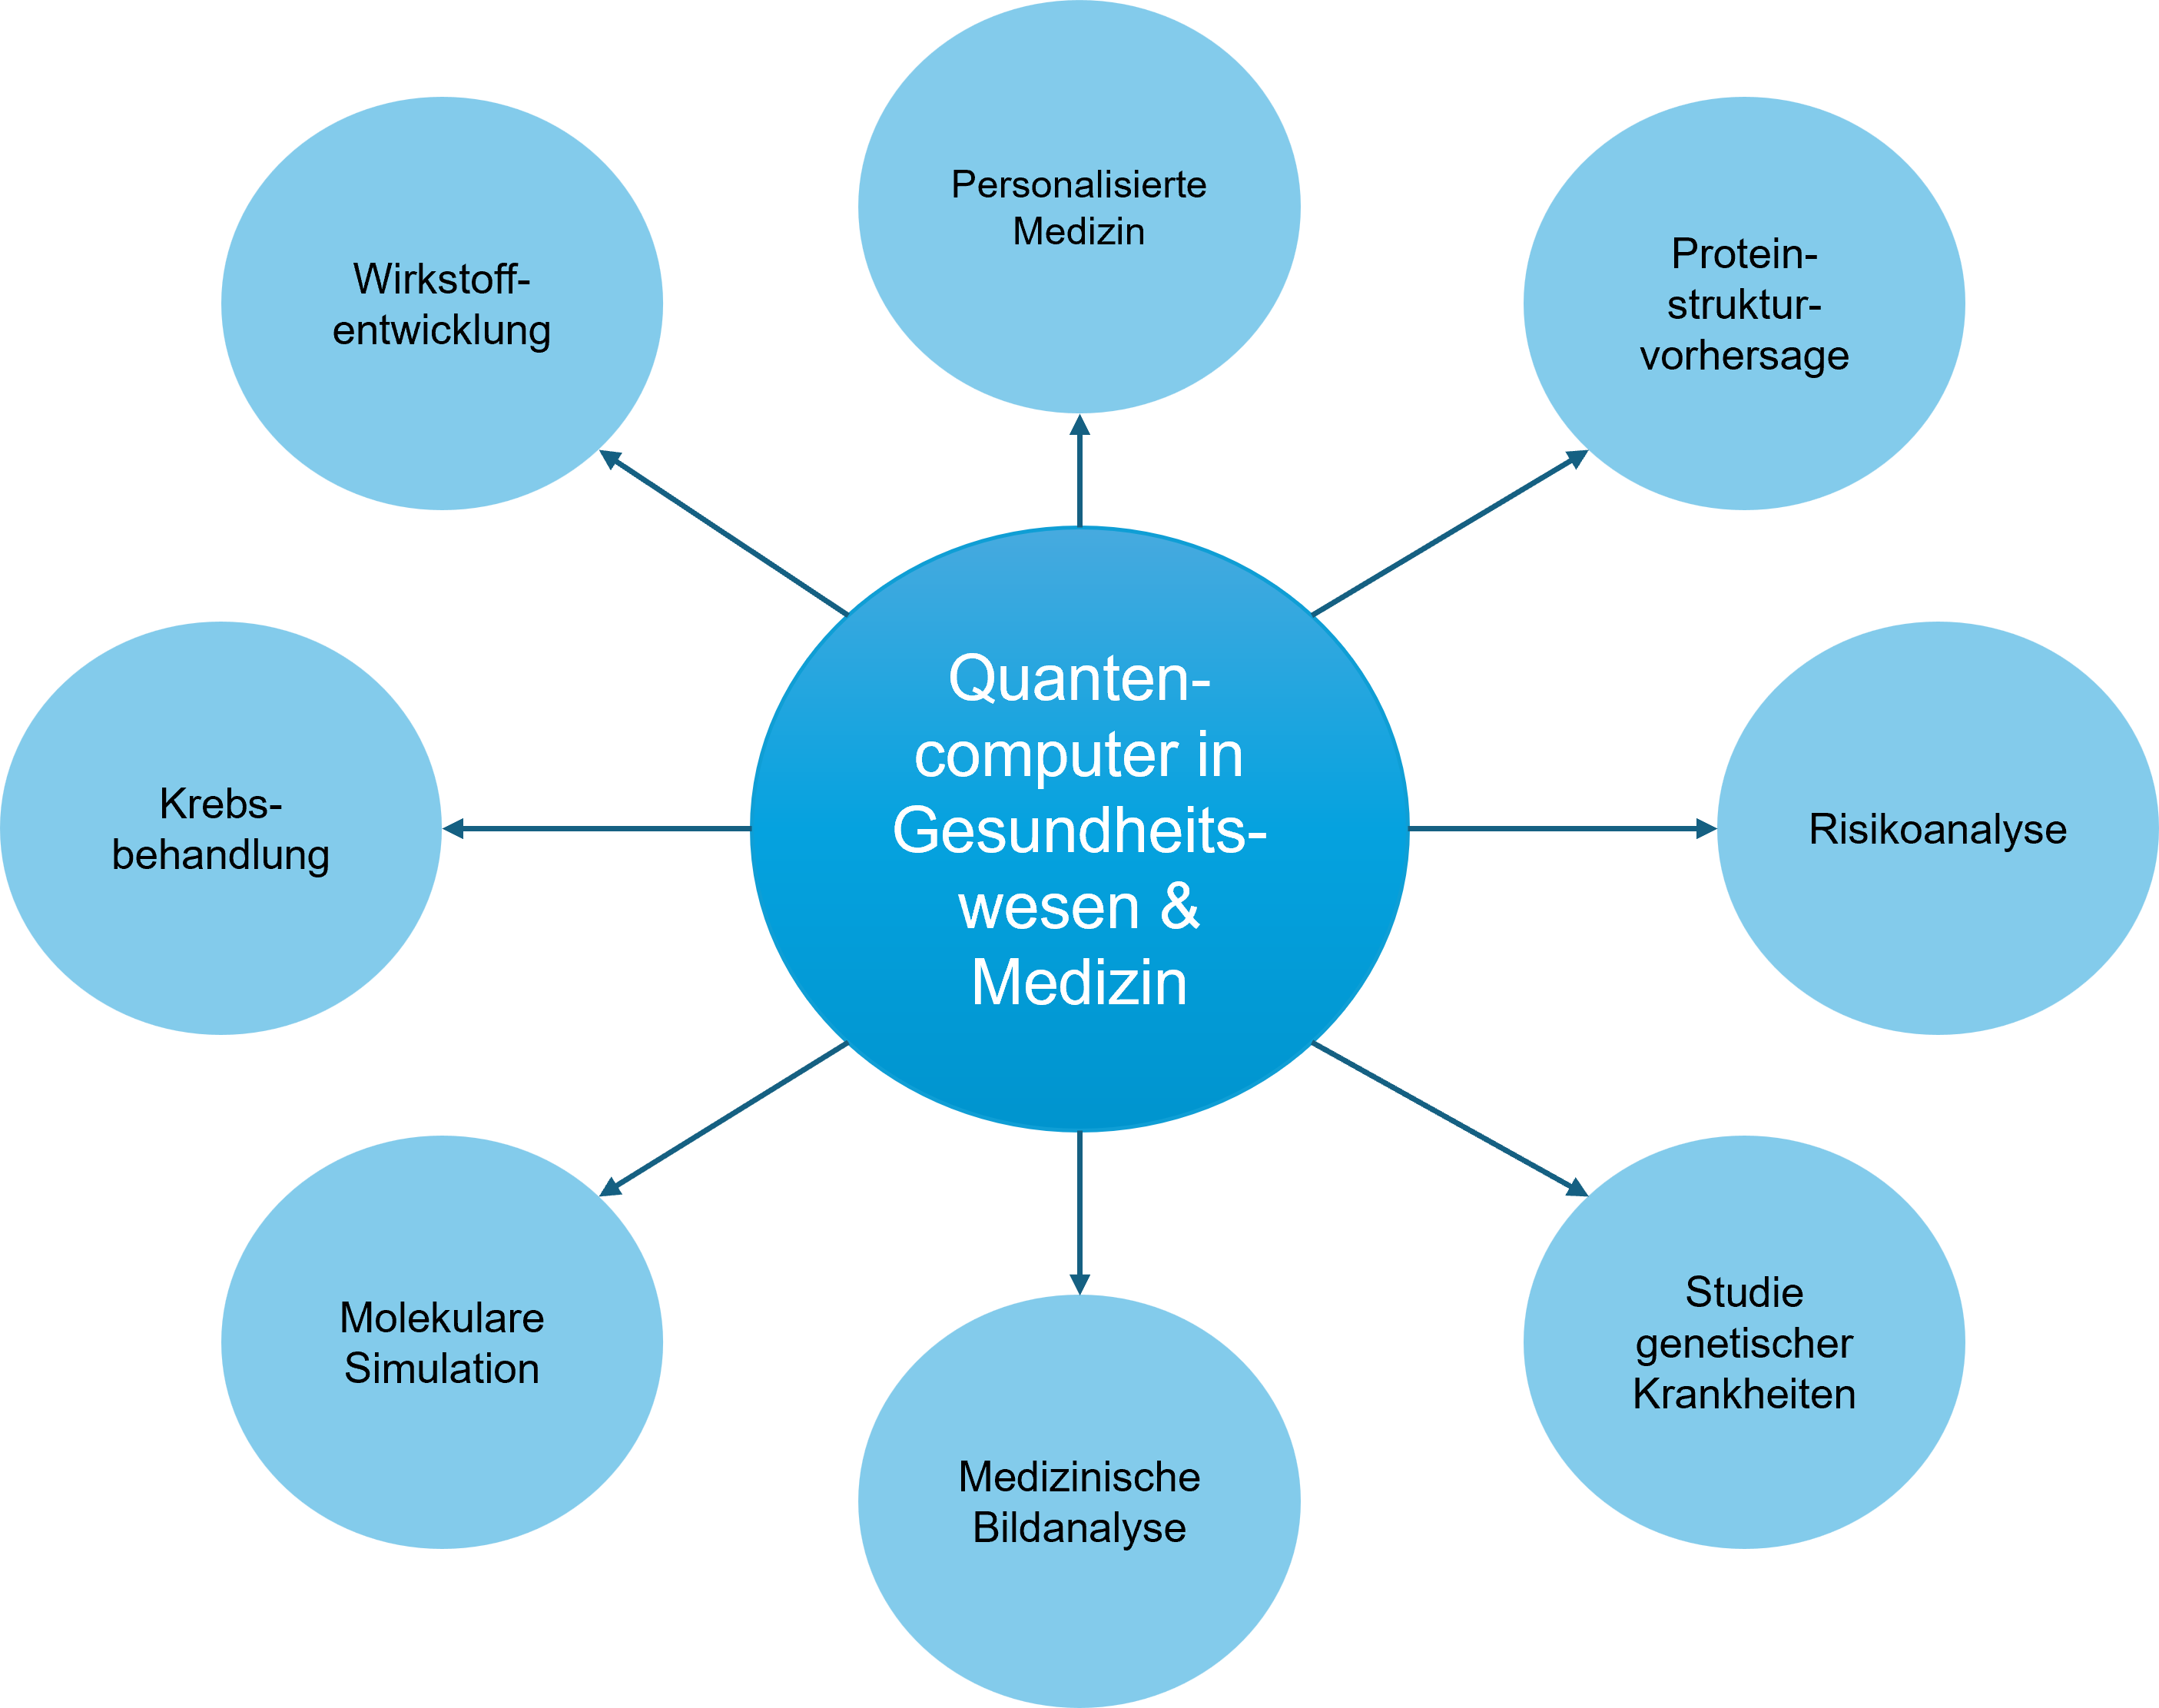 Personalisierte
Medizin
Wirkstoff-
entwicklung
Protein-
struktur-
vorhersage
Quanten-
computer in
Gesundheits-
wesen &
Medizin
Krebs-
behandlung
Risikoanalyse
Molekulare
Simulation
Studie
genetischer
Krankheiten
Medizinische
Bildanalyse